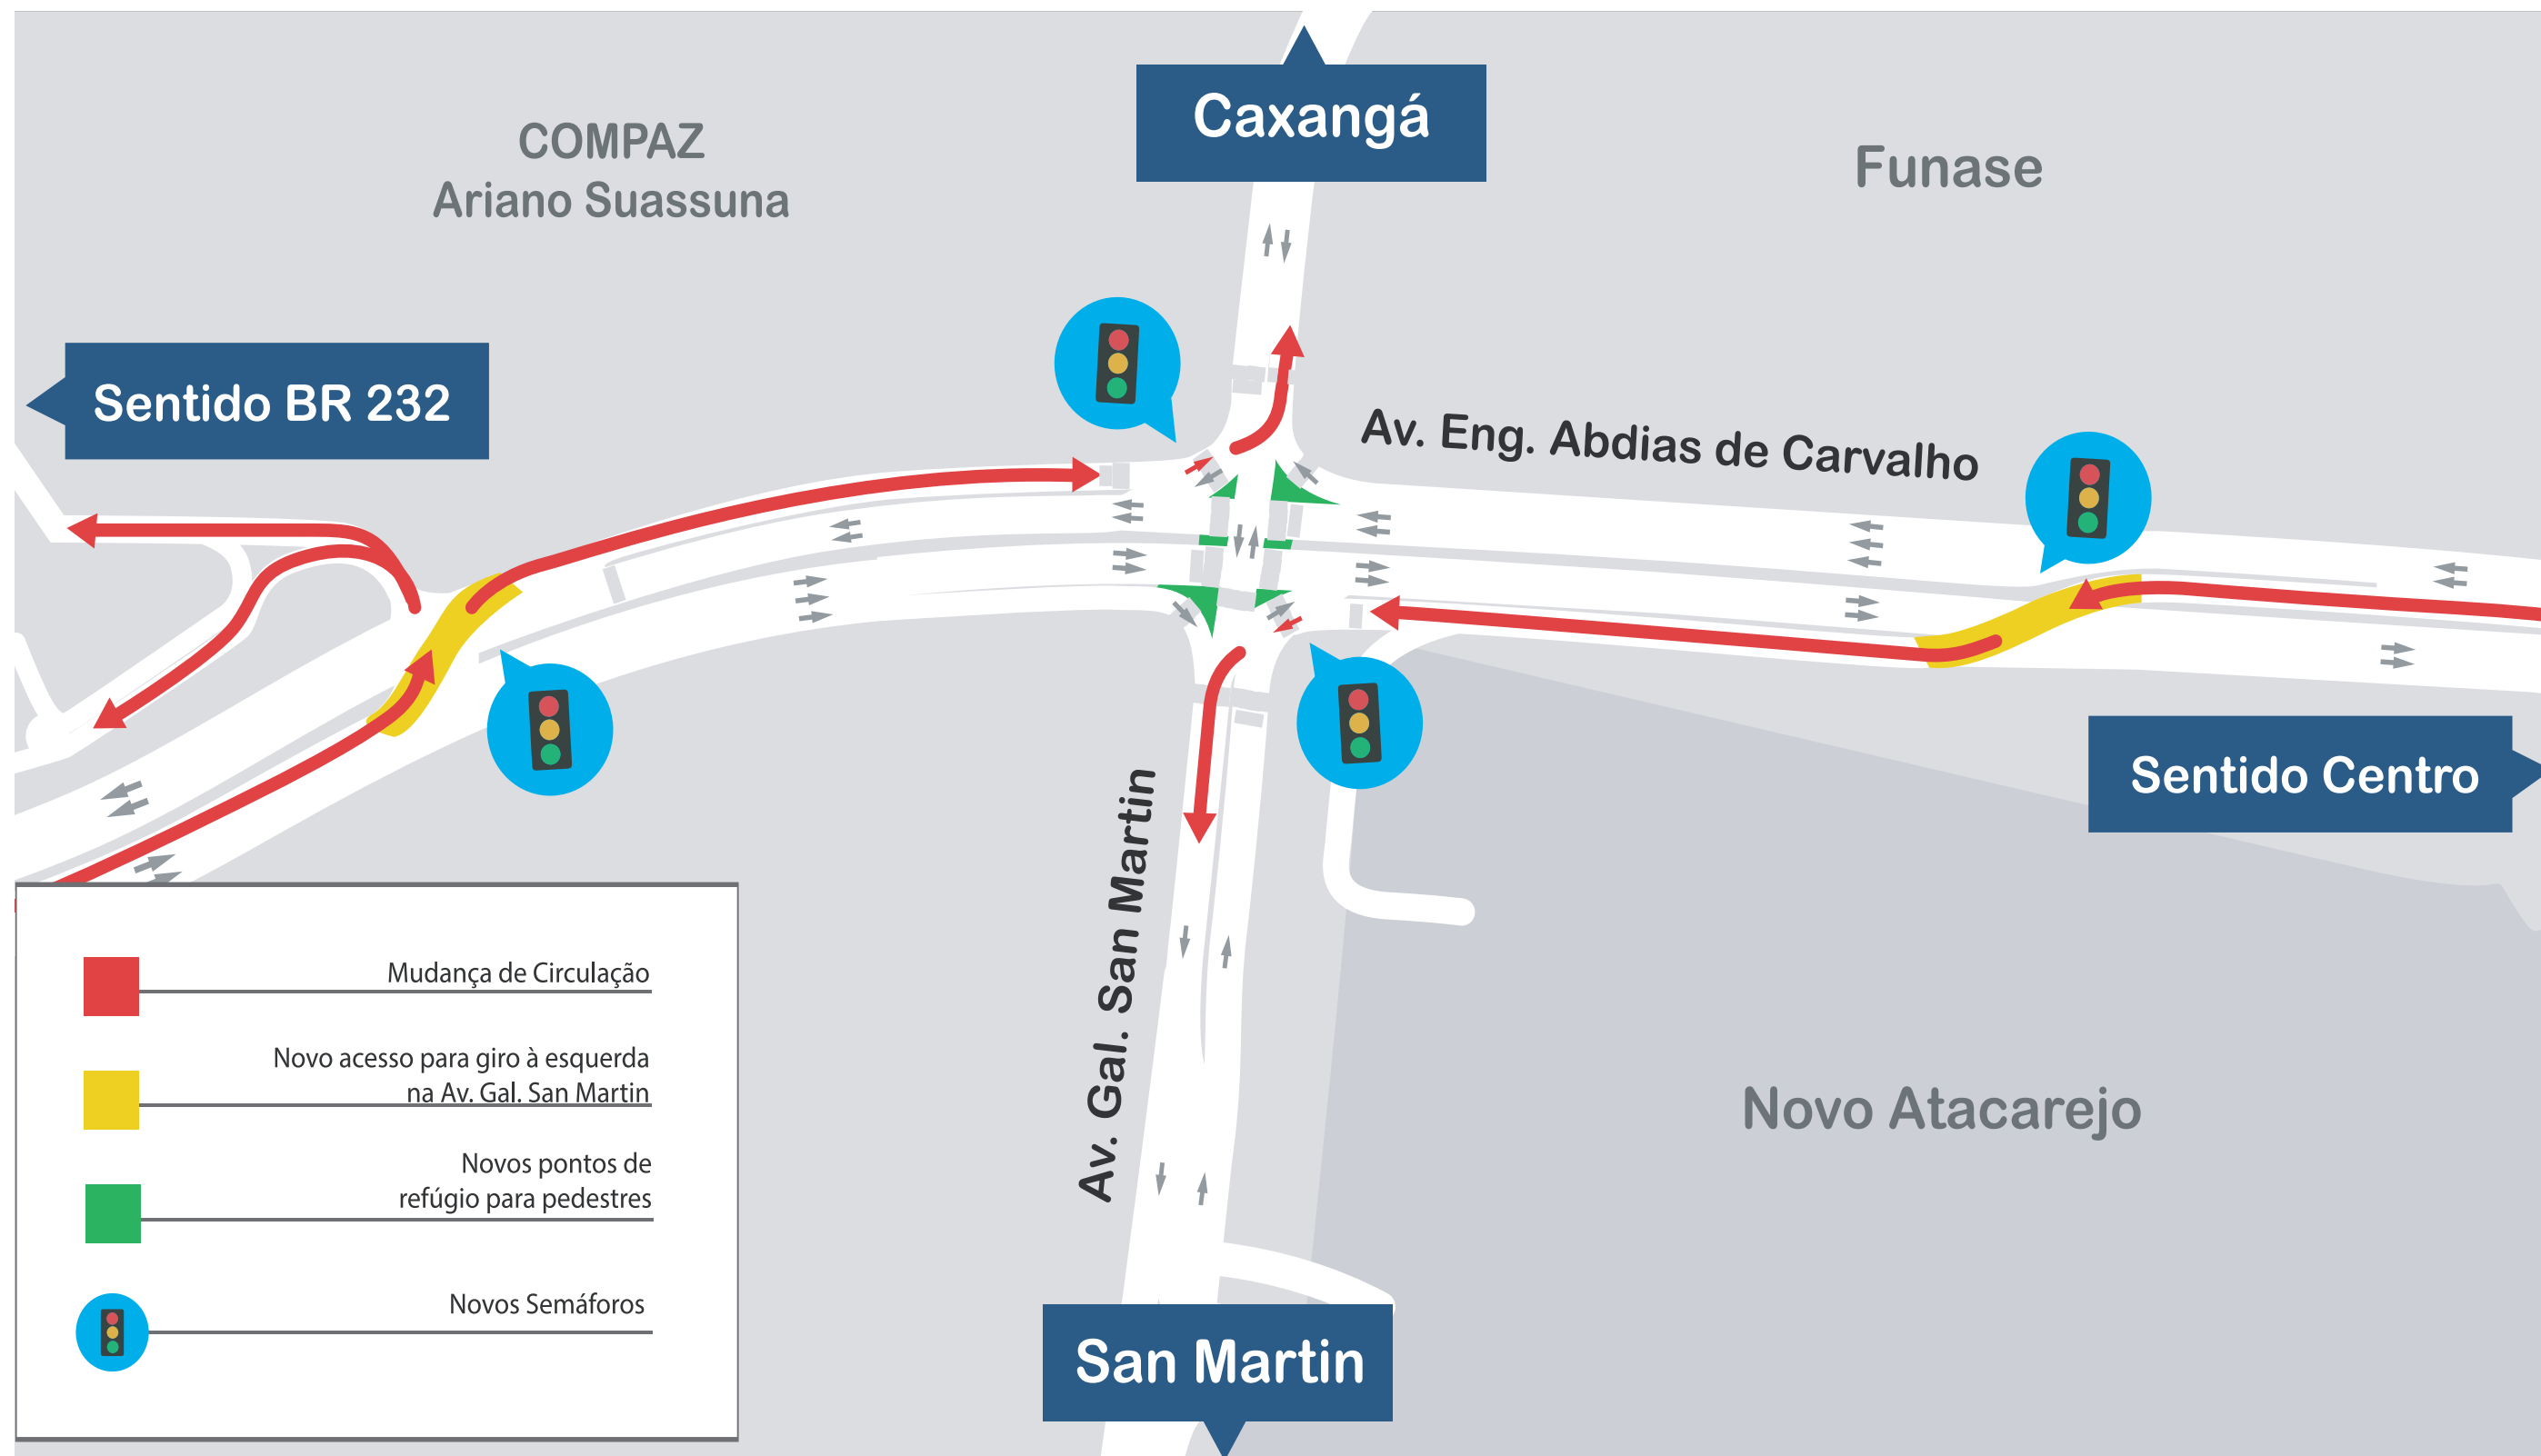 Caxangá
COMPAZ
Ariano Suassuna
Funase
Sentido BR 232
Av. Eng. Abdias de Carvalho
Sentido Centro
Av. Gal. San Martin
Mudança de Circulação
Novo acesso para giro à esquerda
na Av. Gal. San Martin
Novos pontos de
refúgio para pedestres
Novos Semáforos
Novo Atacarejo
San Martin